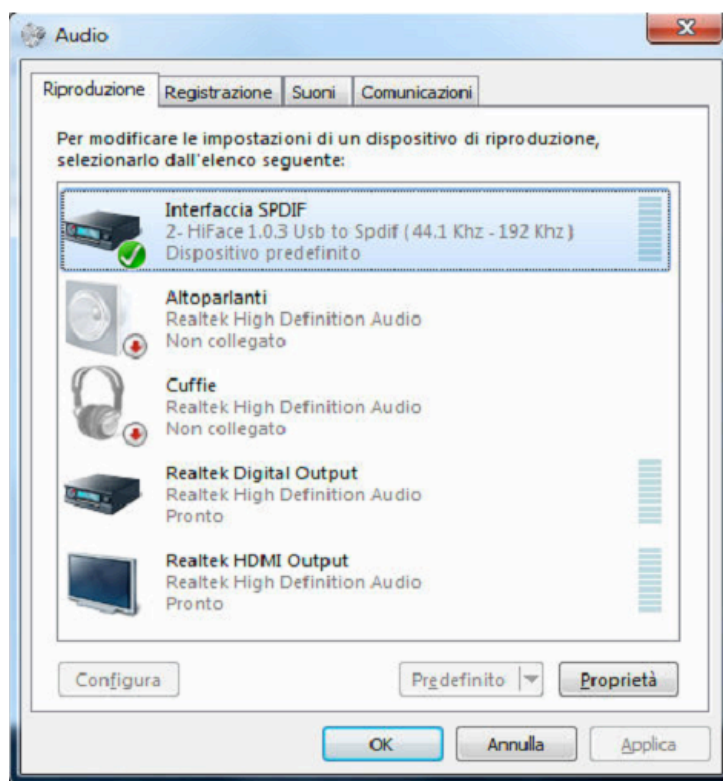 Audio
Riproduzione Registrazione Suoni Comunicazioni
Per modificare le impostazioni di un dispositivo di riproduzione,
selezionarlo dall'elenco seguente:
Interfaccia SPDIF
2- HiFace 1.0.3 Usb to Spdif ( 44.1 Khz - 192 Khz )
Dispositivo predefinito
Altoparlanti
Realtek High Definition Audio
Non collegato
Cuffie
Realtek High Definition Audio
Non collegato
Realtek Digital Output
Realtek High Definition Audio
Pronto
Realtek HDMI Output
Realtek High Definition Audio
Pronto
Configura Predefinito Proprietà
OK Annulla Applica